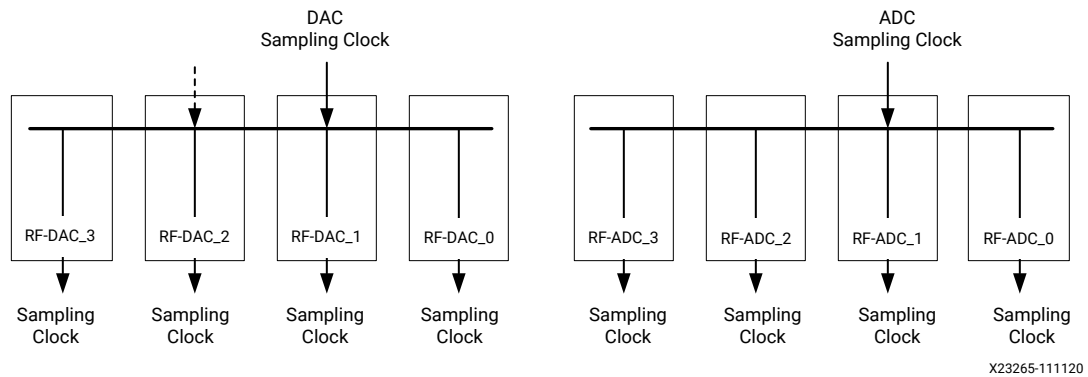 DAC
Sampling Clock
ADC
Sampling Clock
RF-DAC_3
RF-DAC_2
RF-DAC_1
RF-DAC_0
RF-ADC_3
RF-ADC_2
RF-ADC_1
RF-ADC_0
Sampling
Clock
Sampling
Clock
Sampling
Clock
Sampling
Clock
Sampling
Clock
Sampling
Clock
Sampling
Clock
Sampling
Clock
X23265-111120